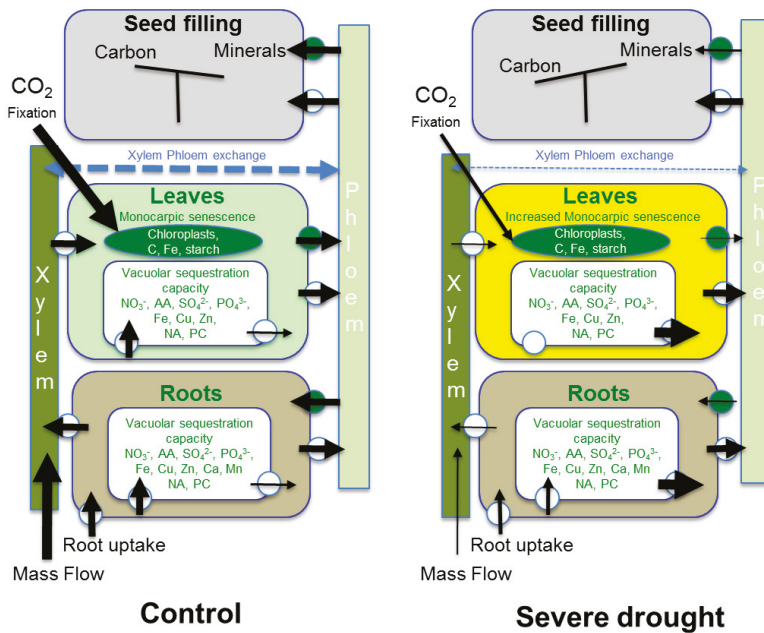 Seed filling
Carbon
Minerals
CO₂
Fixation
Xylem Phloem exchange
Leaves
Monocarpic senescence
Chloroplasts,
C, Fe, starch
Vacuolar sequestration
capacity
NO₃⁻, AA, SO₄²⁻, PO₄³⁻,
Fe, Cu, Zn,
NA, PC
Xylem
Phloem
Roots
Vacuolar sequestration
capacity
NO₃⁻, AA, SO₄²⁻, PO₄³⁻,
Fe, Cu, Zn, Ca, Mn
NA, PC
Root uptake
Mass Flow
Control
Seed filling
Carbon
Minerals
CO₂
Fixation
Xylem Phloem exchange
Leaves
Increased Monocarpic senescence
Chloroplasts,
C, Fe, starch
Vacuolar sequestration
capacity
NO₃⁻, AA, SO₄²⁻, PO₄³⁻,
Fe, Cu, Zn,
NA, PC
Xylem
Phloem
Roots
Vacuolar sequestration
capacity
NO₃⁻, AA, SO₄²⁻, PO₄³⁻,
Fe, Cu, Zn, Ca, Mn
NA, PC
Root uptake
Mass Flow
Severe drought